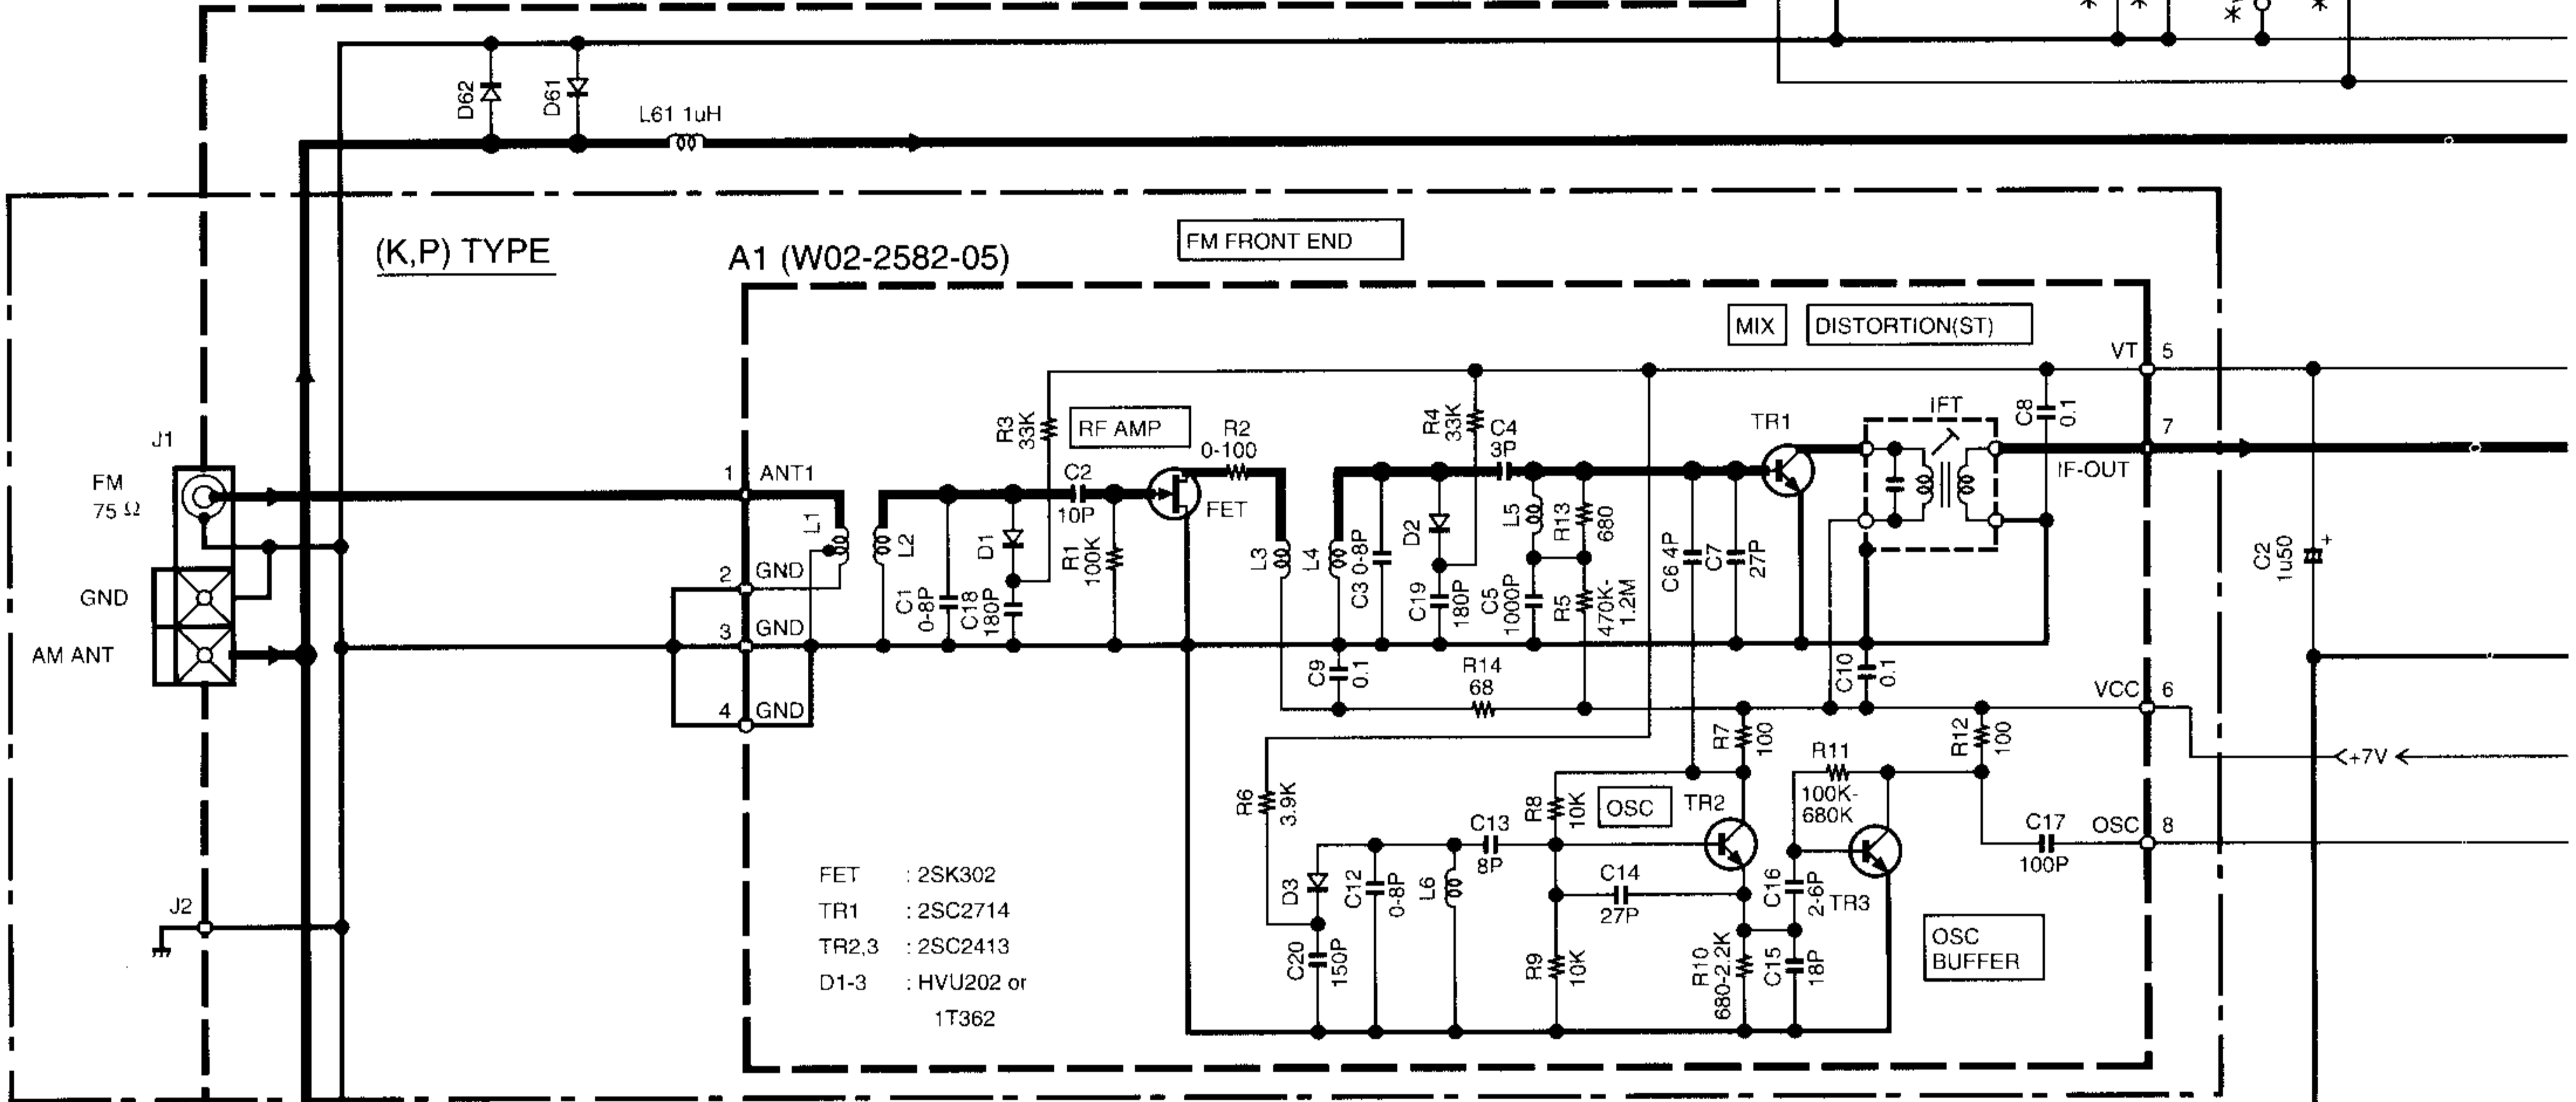 D62
D61
L61 1uH
(K,P) TYPE
A1 (W02-2582-05)
FM FRONT END
MIX
DISTORTION(ST)
VT 5
J1
FM
75 Ω
GND
AM ANT
J2
1 ANT1
2 GND
3 GND
4 GND
L1
L2
C1
0-8P
D1
C18
180P
R3
33K
RF AMP
C2
10P
R1
100K
FET
R2
0-100
L3
L4
C3 0-8P
D2
C19
180P
R4
33K
C4
3P
L5
C5
1000P
R13
680
R5
470K-
1.2M
C6 4P
C7
27P
TR1
IFT
C8
0.1
7
IF-OUT
C2
1u50
+
C9
0.1
R14
68
C10
0.1
VCC 6
<+7V
R6
3.9K
D3
C20
150P
C12
0-8P
L6
C13
8P
R8
10K
OSC
TR2
R7
100
C14
27P
R9
10K
R10
680-2.2K
C15
18P
C16
2-6P
R11
100K-
680K
TR3
R12
100
C17
100P
OSC 8
OSC
BUFFER
FET : 2SK302
TR1 : 2SC2714
TR2,3 : 2SC2413
D1-3 : HVU202 or
1T362